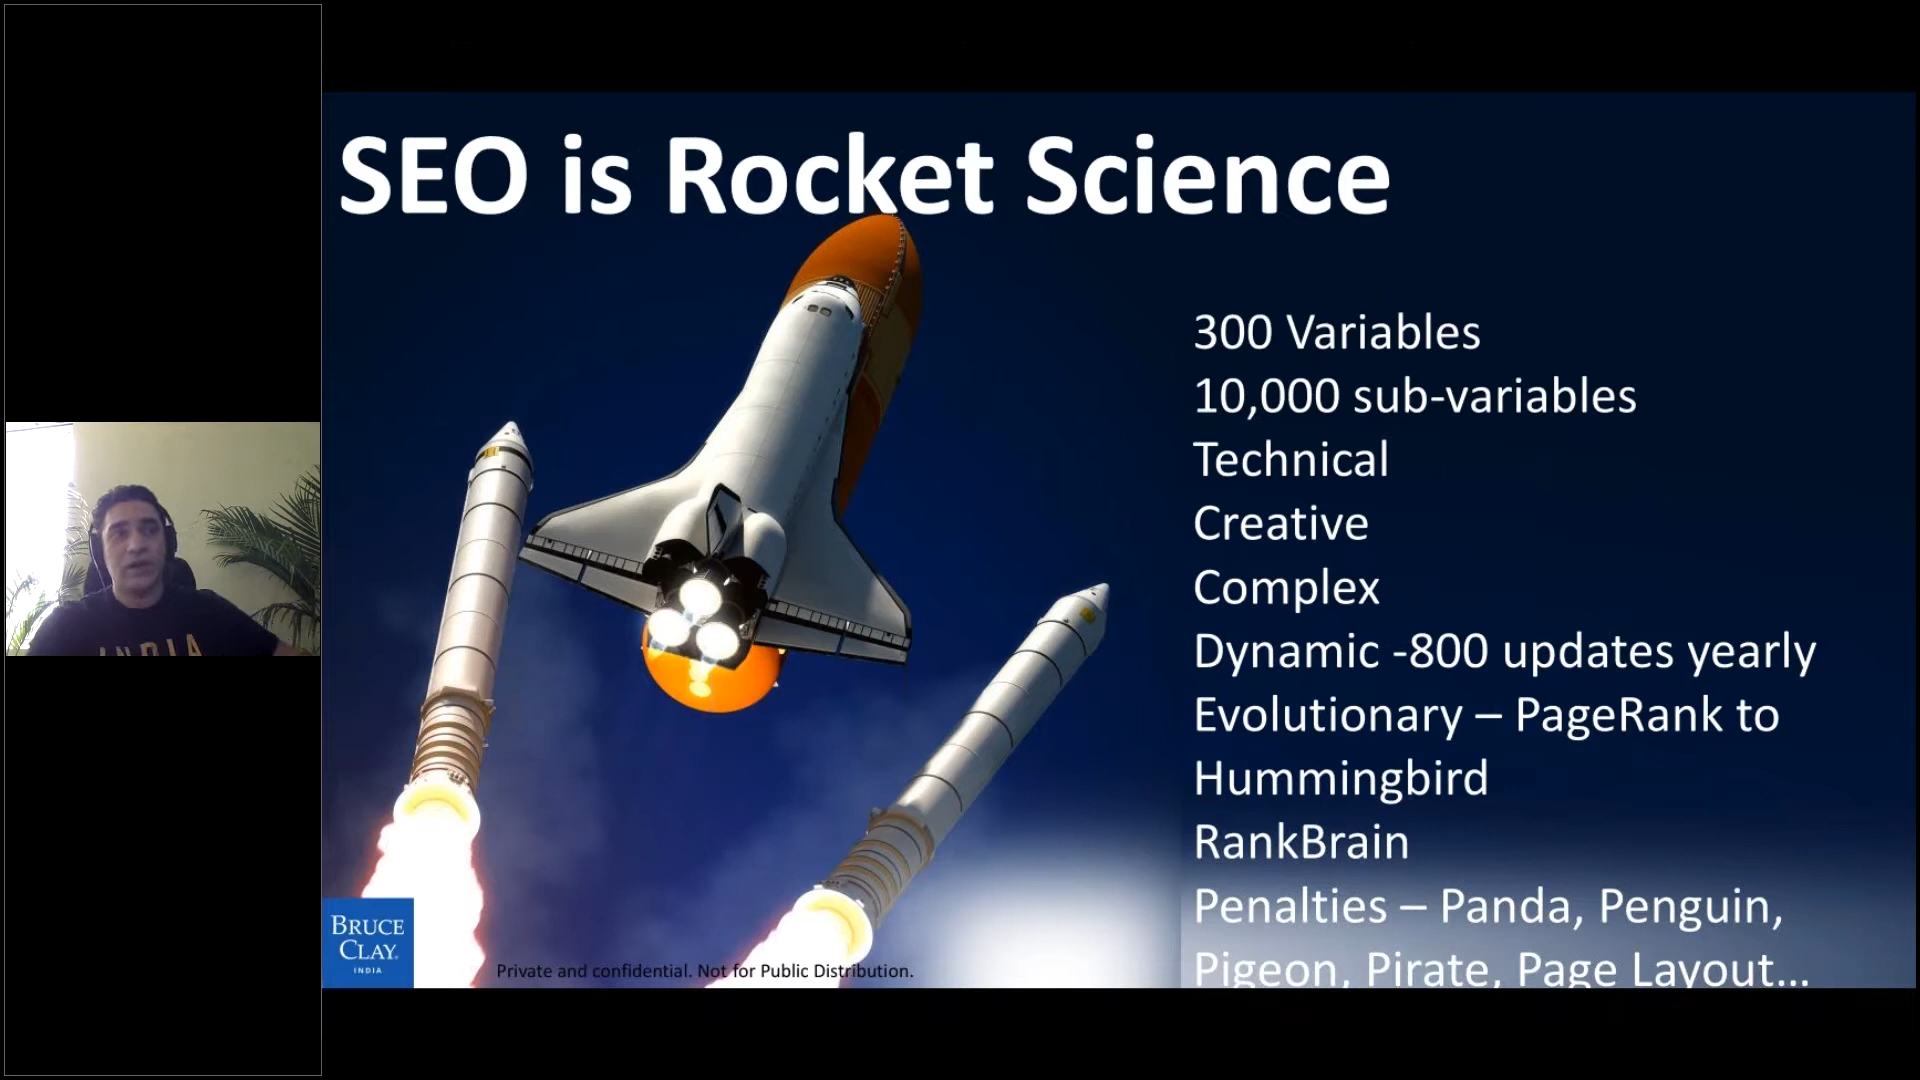 SEO is Rocket Science
300 Variables
10,000 sub-variables
Technical
Creative
Complex
Dynamic -800 updates yearly
Evolutionary – PageRank to
Hummingbird
RankBrain
Penalties – Panda, Penguin,
Pigeon, Pirate, Page Layout...
INDIA
BRUCE
CLAY
INDIA
Private and confidential. Not for Public Distribution.